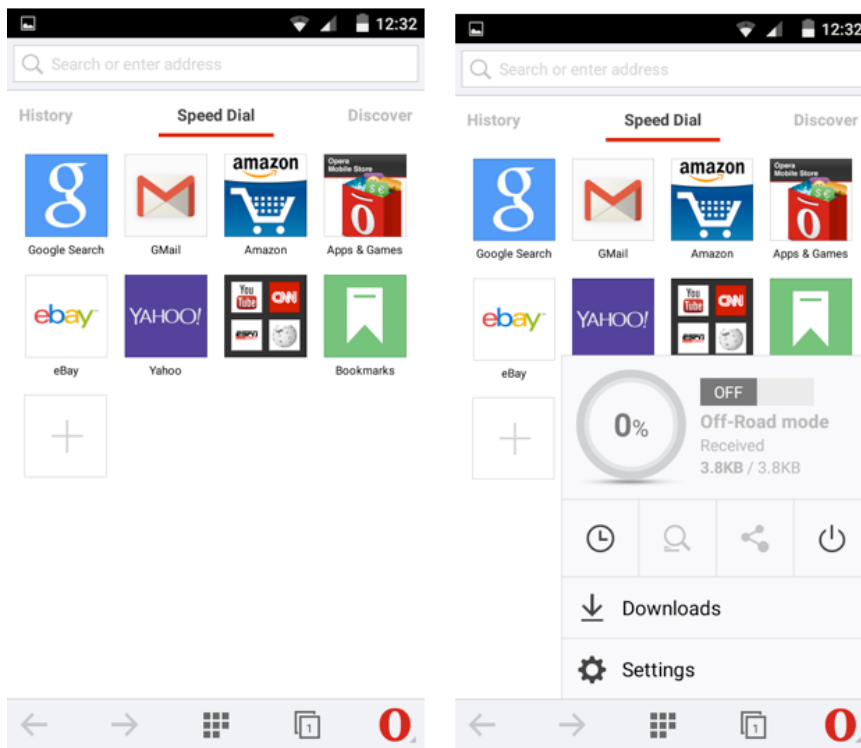 12:32
Search or enter address
History Speed Dial Discover
amazon
Opera
Mobile Store
Google Search GMail Amazon Apps & Games
ebay YAHOO! You
Tube CNN
ESPN
eBay Yahoo Bookmarks
1
12:32
Search or enter address
History Speed Dial Discover
amazon
Opera
Mobile Store
Google Search GMail Amazon Apps & Games
ebay YAHOO! You
Tube CNN
ESPN
eBay
OFF
0% Off-Road mode
Received
3.8KB / 3.8KB
Downloads
Settings
1